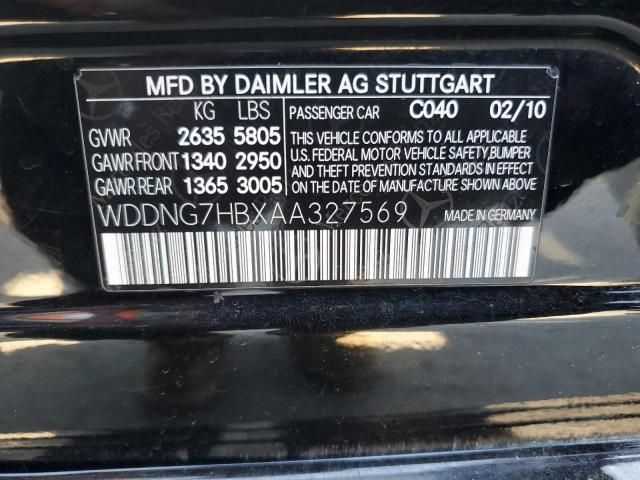 MFD BY DAIMLER AG STUTTGART
KG LBS PASSENGER CAR C040 02/10
GVWR 2635 5805 THIS VEHICLE CONFORMS TO ALL APPLICABLE
GAWR FRONT 1340 2950 U.S. FEDERAL MOTOR VEHICLE SAFETY, BUMPER
GAWR REAR 1365 3005 AND THEFT PREVENTION STANDARDS IN EFFECT
ON THE DATE OF MANUFACTURE SHOWN ABOVE
WDDNG7HBXAA327569 MADE IN GERMANY